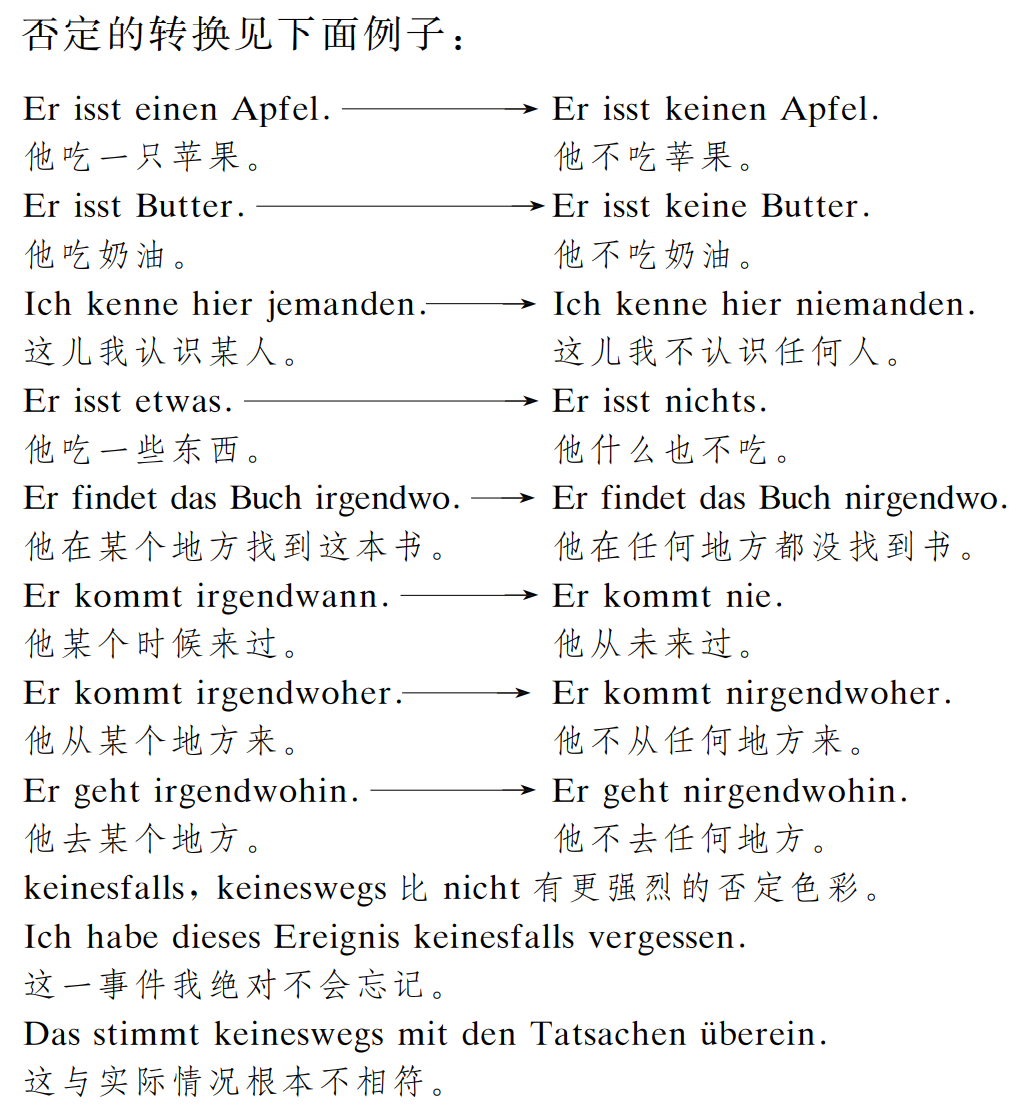 否定的转换见下面例子：
Er isst einen Apfel. → Er isst keinen Apfel.
他吃一只苹果。 他不吃莘果。
Er isst Butter. → Er isst keine Butter.
他吃奶油。 他不吃奶油。
Ich kenne hier jemanden. → Ich kenne hier niemanden.
这儿我认识某人。 这儿我不认识任何人。
Er isst etwas. → Er isst nichts.
他吃一些东西。 他什么也不吃。
Er findet das Buch irgendwo. → Er findet das Buch nirgendwo.
他在某个地方找到这本书。 他在任何地方都没找到书。
Er kommt irgendwann. → Er kommt nie.
他某个时候来过。 他从未来过。
Er kommt irgendwoher. → Er kommt nirgendwoher.
他从某个地方来。 他不从任何地方来。
Er geht irgendwohin. → Er geht nirgendwohin.
他去某个地方。 他不去任何地方。
keinesfalls，keineswegs 比 nicht 有更强烈的否定色彩。
Ich habe dieses Ereignis keinesfalls vergessen.
这一事件我绝对不会忘记。
Das stimmt keineswegs mit den Tatsachen überein.
这与实际情况根本不相符。